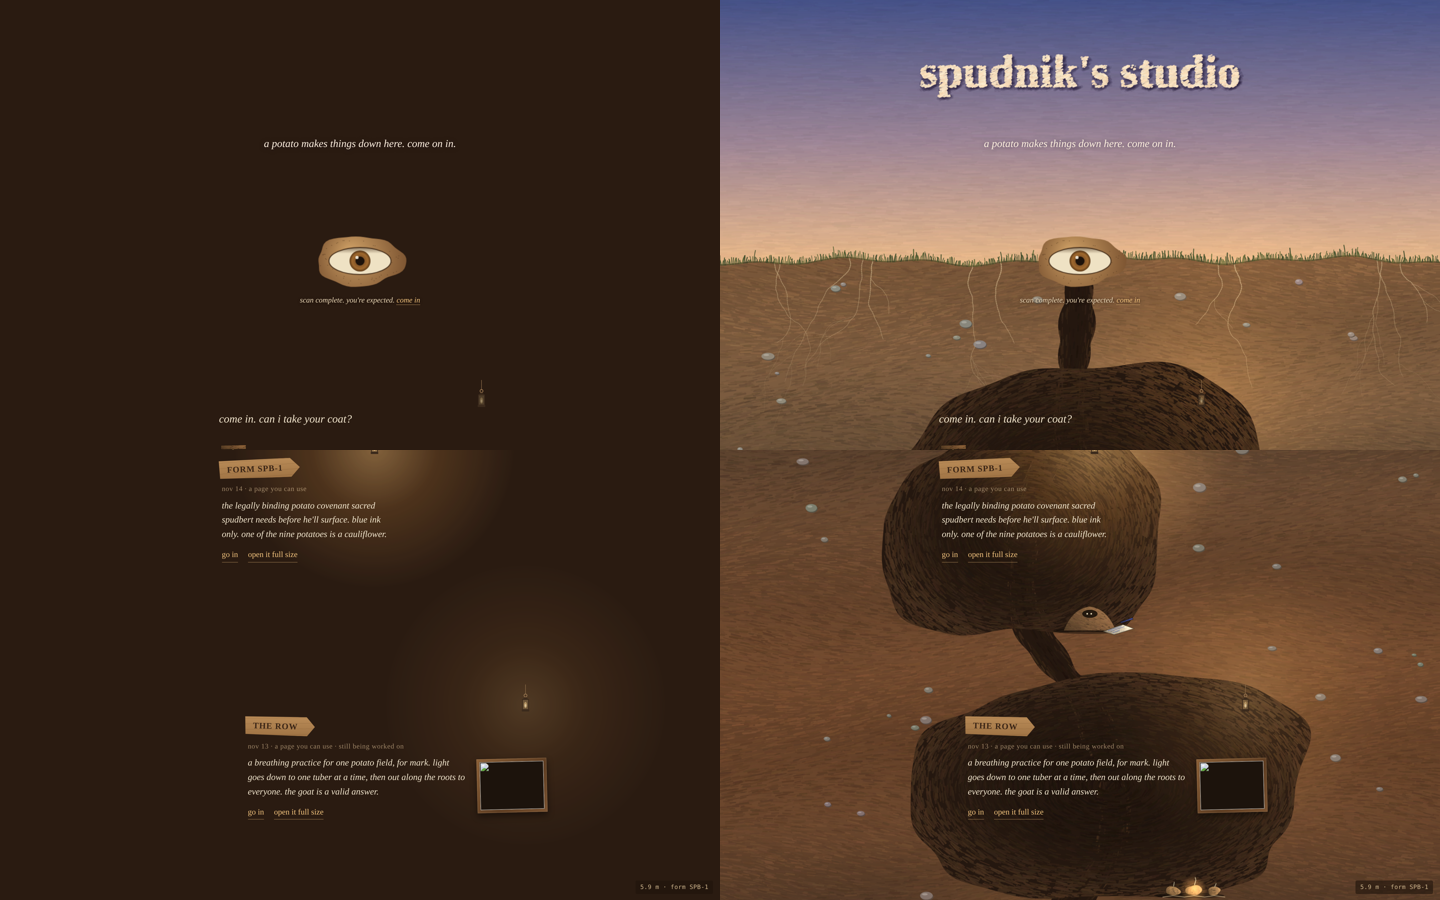 a potato makes things down here. come on in.
scan complete. you're expected. come in
come in. can i take your coat?
spudnik's studio
a potato makes things down here. come on in.
scan complete. you're expected. come in
come in. can i take your coat?
FORM SPB-1
nov 14 · a page you can use
the legally binding potato covenant sacred
spudbert needs before he'll surface. blue ink
only. one of the nine potatoes is a cauliflower.
go in open it full size
THE ROW
nov 13 · a page you can use · still being worked on
a breathing practice for one potato field, for mark. light
goes down to one tuber at a time, then out along the roots to
everyone. the goat is a valid answer.
go in open it full size
5.9 m · form SPB-1
FORM SPB-1
nov 14 · a page you can use
the legally binding potato covenant sacred
spudbert needs before he'll surface. blue ink
only. one of the nine potatoes is a cauliflower.
go in open it full size
THE ROW
nov 13 · a page you can use · still being worked on
a breathing practice for one potato field, for mark. light
goes down to one tuber at a time, then out along the roots to
everyone. the goat is a valid answer.
go in open it full size
5.9 m · form SPB-1